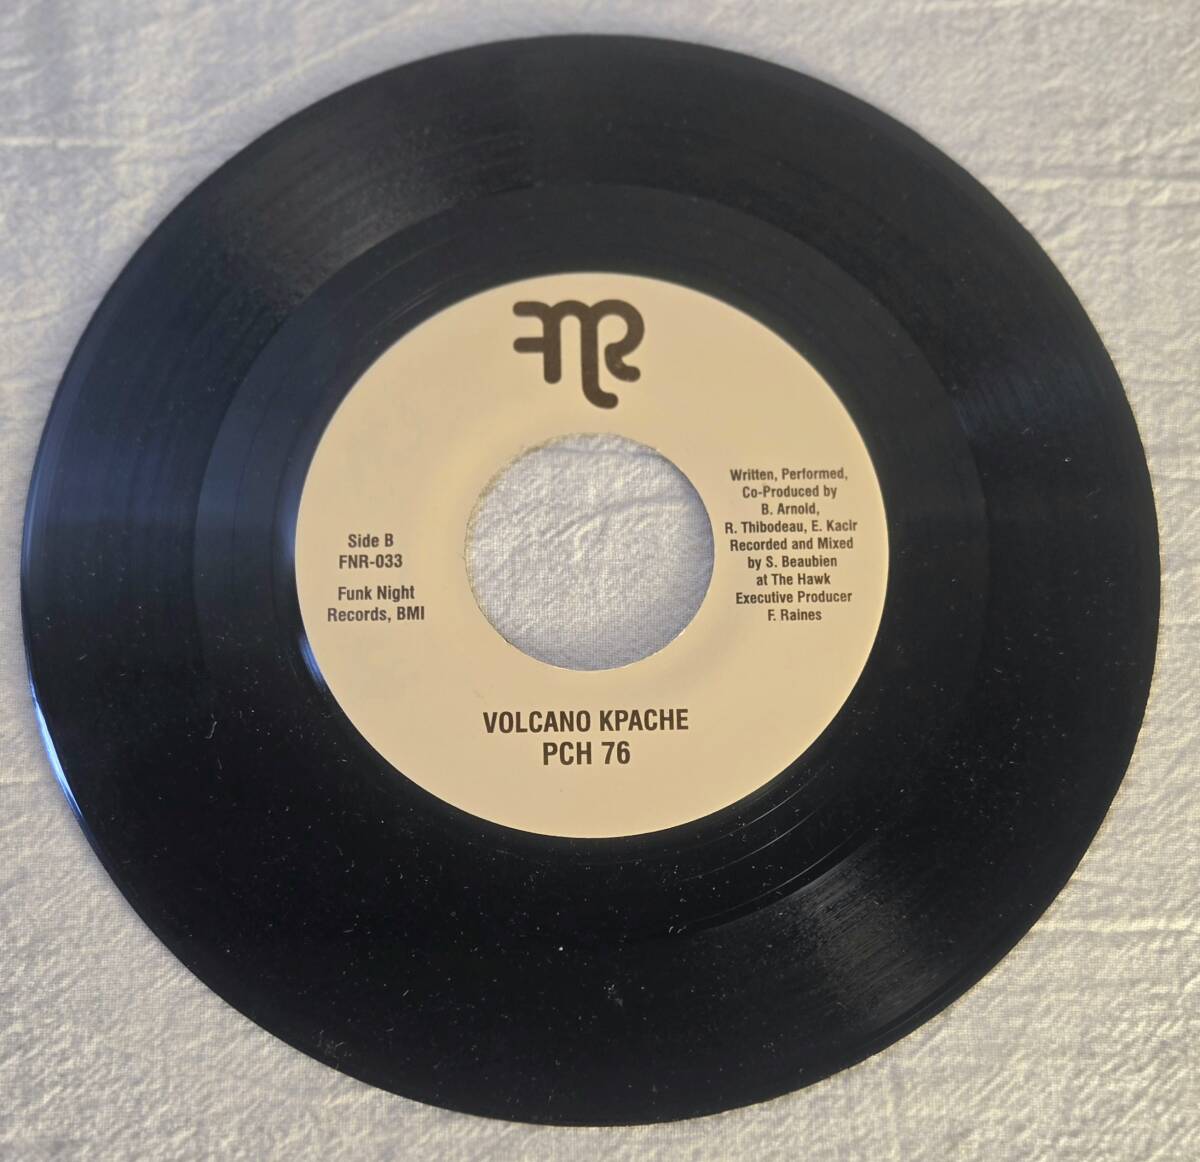 FNR
Side B
FNR-033
Funk Night
Records, BMI
Written, Performed,
Co-Produced by
B. Arnold,
R. Thibodeau, E. Kacir
Recorded and Mixed
by S. Beaubien
at The Hawk
Executive Producer
F. Raines
VOLCANO KPACHE
PCH 76